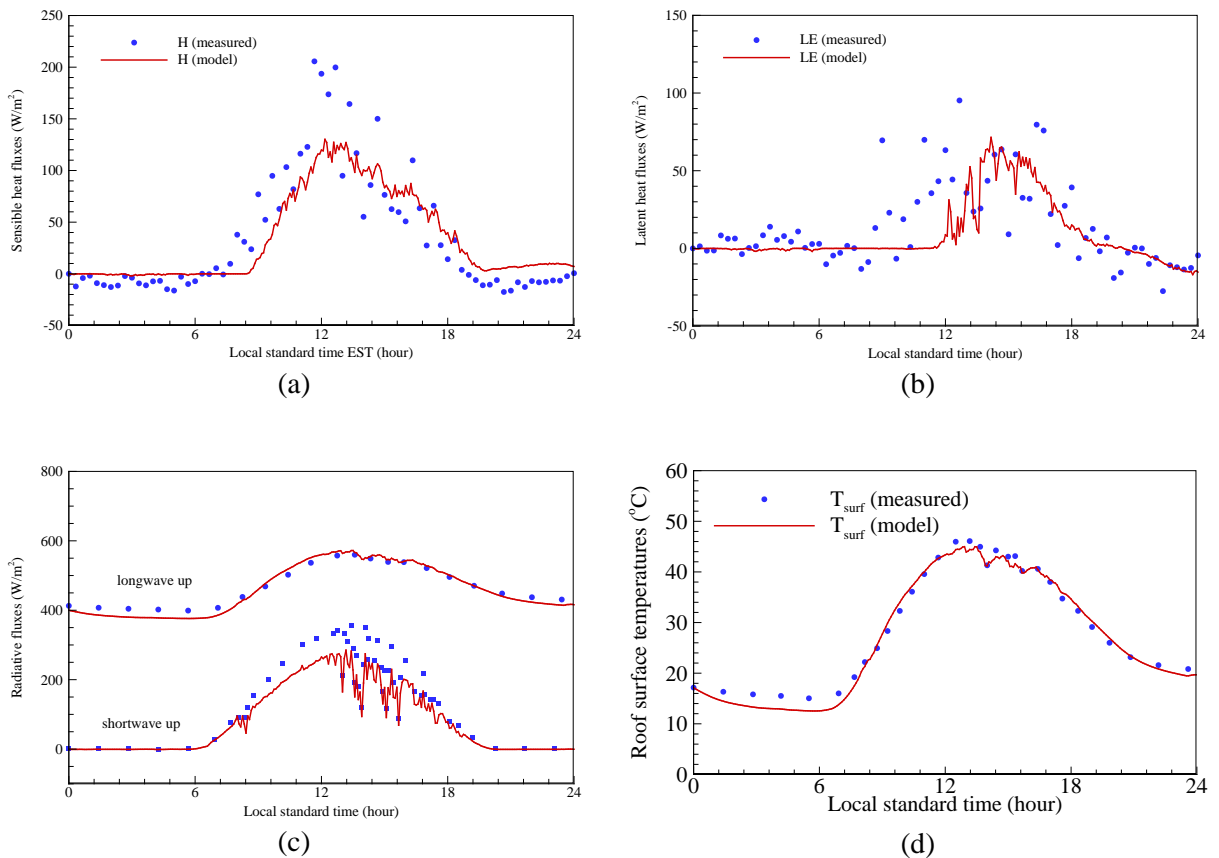 250
200
150
100
50
0
-50
Sensible heat fluxes (W/m²)
H (measured)
H (model)
0 6 12 18 24
Local standard time EST (hour)
(a)
150
100
50
0
-50
Latent heat fluxes (W/m²)
LE (measured)
LE (model)
0 6 12 18 24
Local standard time (hour)
(b)
800
600
400
200
0
Radiative fluxes (W/m²)
longwave up
shortwave up
0 6 12 18 24
Local standard time (hour)
(c)
60
50
40
30
20
10
0
Roof surface temperatures (°C)
T_surf (measured)
T_surf (model)
0 6 12 18 24
Local standard time (hour)
(d)